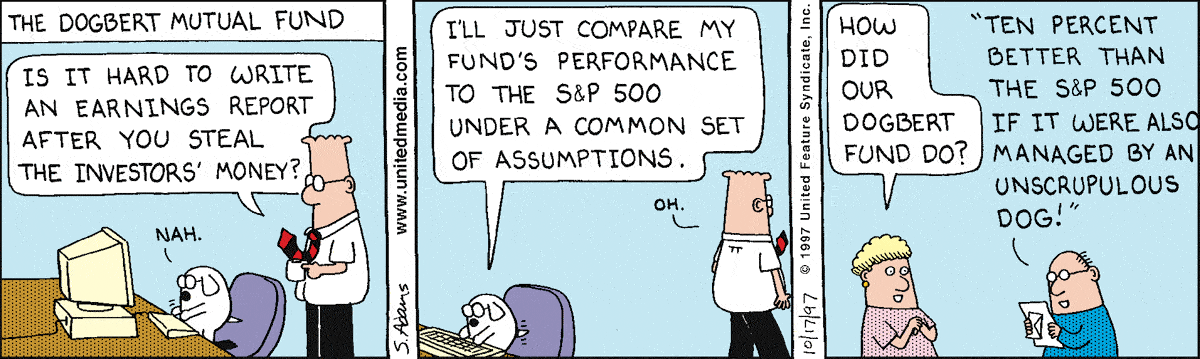 THE DOGBERT MUTUAL FUND
IS IT HARD TO WRITE
AN EARNINGS REPORT
AFTER YOU STEAL
THE INVESTORS' MONEY?
NAH.
S. Adams
www.unitedmedia.com
I'LL JUST COMPARE MY
FUND'S PERFORMANCE
TO THE S&P 500
UNDER A COMMON SET
OF ASSUMPTIONS.
OH.
10/17/97 © 1997 United Feature Syndicate, Inc.
HOW
DID
OUR
DOGBERT
FUND DO?
"TEN PERCENT
BETTER THAN
THE S&P 500
IF IT WERE ALSO
MANAGED BY AN
UNSCRUPULOUS
DOG!"